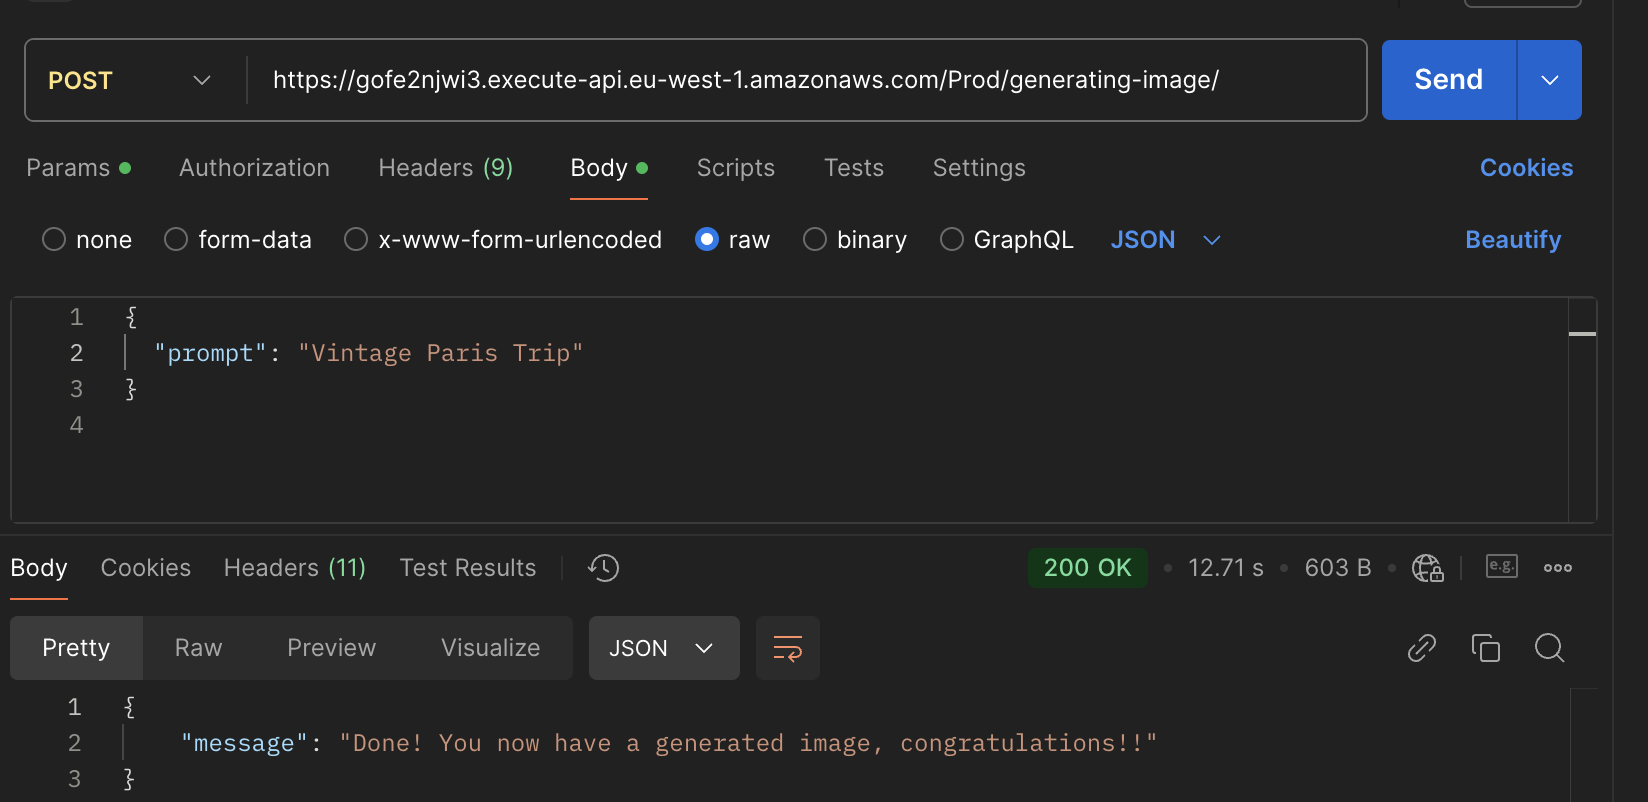 POST
https://gofe2njwi3.execute-api.eu-west-1.amazonaws.com/Prod/generating-image/
Send
Params
Authorization
Headers (9)
Body
Scripts
Tests
Settings
Cookies
none
form-data
x-www-form-urlencoded
raw
binary
GraphQL
JSON
Beautify
1 {
2 "prompt": "Vintage Paris Trip"
3 }
4
Body
Cookies
Headers (11)
Test Results
200 OK
12.71 s
603 B
e.g.
Pretty
Raw
Preview
Visualize
JSON
1 {
2 "message": "Done! You now have a generated image, congratulations!!"
3 }